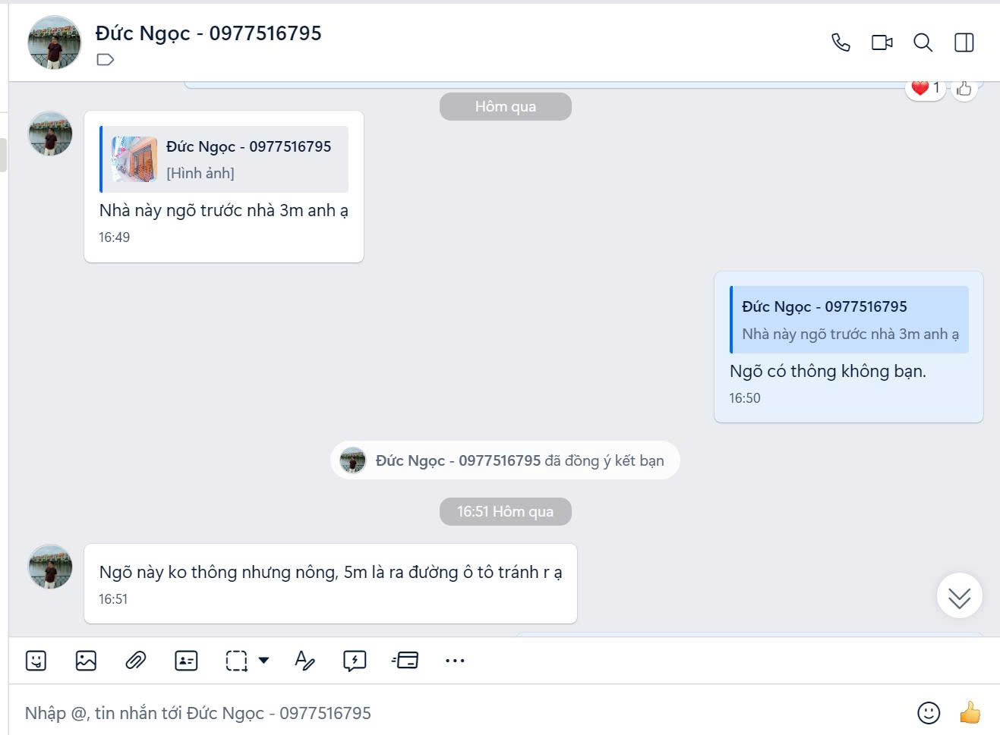 Đức Ngọc - 0977516795
1
Hôm qua
Đức Ngọc - 0977516795
[Hình ảnh]
Nhà này ngõ trước nhà 3m anh ạ
16:49
Đức Ngọc - 0977516795
Nhà này ngõ trước nhà 3m anh ạ
Ngõ có thông không bạn.
16:50
Đức Ngọc - 0977516795 đã đồng ý kết bạn
16:51 Hôm qua
Ngõ này ko thông nhưng nông, 5m là ra đường ô tô tránh r ạ
16:51
Nhập @, tin nhắn tới Đức Ngọc - 0977516795